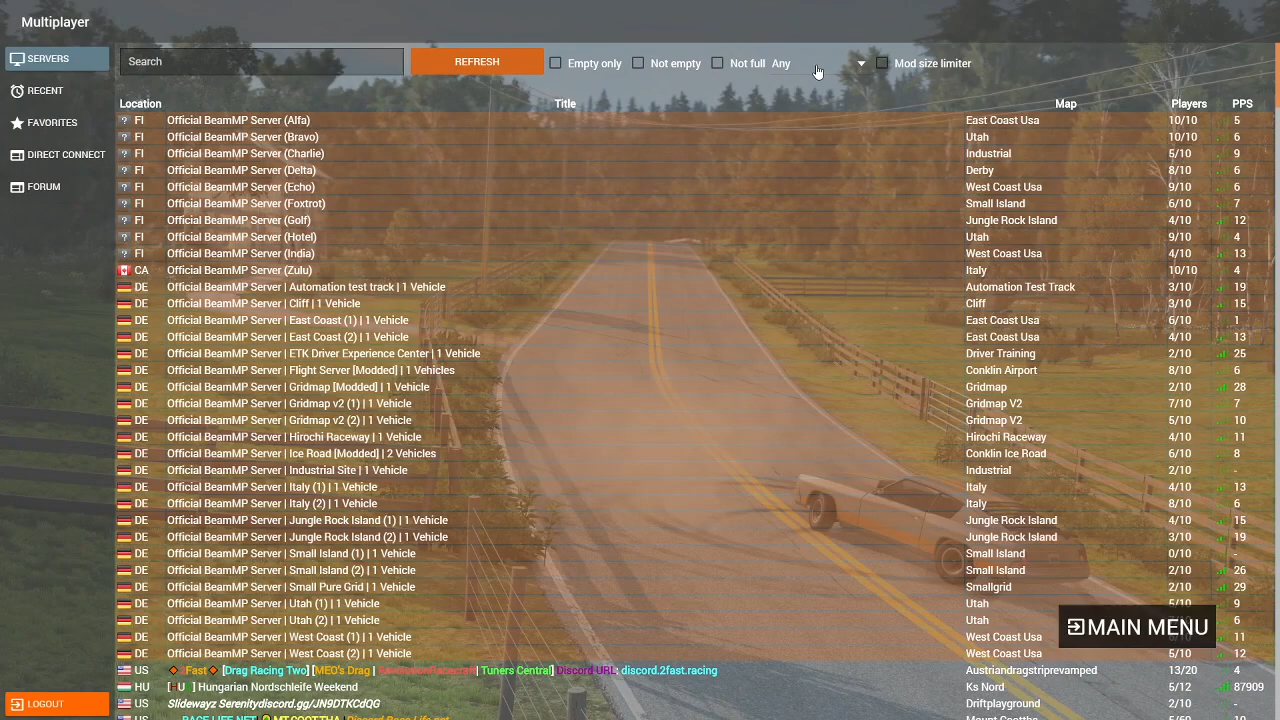 Multiplayer
SERVERS
RECENT
FAVORITES
DIRECT CONNECT
FORUM
LOGOUT
Search REFRESH Empty only Not empty Not full Any Mod size limiter
Location Title Map Players PPS
? FI Official BeamMP Server (Alfa) East Coast Usa 10/10 5
? FI Official BeamMP Server (Bravo) Utah 10/10 6
? FI Official BeamMP Server (Charlie) Industrial 5/10 9
? FI Official BeamMP Server (Delta) Derby 8/10 6
? FI Official BeamMP Server (Echo) West Coast Usa 9/10 6
? FI Official BeamMP Server (Foxtrot) Small Island 6/10 7
? FI Official BeamMP Server (Golf) Jungle Rock Island 4/10 12
? FI Official BeamMP Server (Hotel) Utah 9/10 4
? FI Official BeamMP Server (India) West Coast Usa 4/10 13
CA Official BeamMP Server (Zulu) Italy 10/10 4
DE Official BeamMP Server | Automation test track | 1 Vehicle Automation Test Track 3/10 19
DE Official BeamMP Server | Cliff | 1 Vehicle Cliff 3/10 15
DE Official BeamMP Server | East Coast (1) | 1 Vehicle East Coast Usa 6/10 1
DE Official BeamMP Server | East Coast (2) | 1 Vehicle East Coast Usa 4/10 13
DE Official BeamMP Server | ETK Driver Experience Center | 1 Vehicle Driver Training 2/10 25
DE Official BeamMP Server | Flight Server [Modded] | 1 Vehicles Conklin Airport 8/10 6
DE Official BeamMP Server | Gridmap [Modded] | 1 Vehicle Gridmap 2/10 28
DE Official BeamMP Server | Gridmap v2 (1) | 1 Vehicle Gridmap V2 7/10 7
DE Official BeamMP Server | Gridmap v2 (2) | 1 Vehicle Gridmap V2 5/10 10
DE Official BeamMP Server | Hirochi Raceway | 1 Vehicle Hirochi Raceway 4/10 11
DE Official BeamMP Server | Ice Road [Modded] | 2 Vehicles Conklin Ice Road 6/10 8
DE Official BeamMP Server | Industrial Site | 1 Vehicle Industrial 2/10 -
DE Official BeamMP Server | Italy (1) | 1 Vehicle Italy 4/10 13
DE Official BeamMP Server | Italy (2) | 1 Vehicle Italy 8/10 6
DE Official BeamMP Server | Jungle Rock Island (1) | 1 Vehicle Jungle Rock Island 4/10 15
DE Official BeamMP Server | Jungle Rock Island (2) | 1 Vehicle Jungle Rock Island 3/10 19
DE Official BeamMP Server | Small Island (1) | 1 Vehicle Small Island 0/10 -
DE Official BeamMP Server | Small Island (2) | 1 Vehicle Small Island 2/10 26
DE Official BeamMP Server | Small Pure Grid | 1 Vehicle Smallgrid 2/10 29
DE Official BeamMP Server | Utah (1) | 1 Vehicle Utah 9
DE Official BeamMP Server | Utah (2) | 1 Vehicle Utah 6
DE Official BeamMP Server | West Coast (1) | 1 Vehicle West Coast Usa 11
DE Official BeamMP Server | West Coast (2) | 1 Vehicle West Coast Usa 5/10 12
US Fast [Drag Racing Two] [MEO's Drag | | Tuners Central] Discord URL: discord.2fast.racing Austriandragstriprevamped 13/20 4
HU [HU] Hungarian Nordschleife Weekend Ks Nord 5/12 87909
US Slidewayz Serenitydiscord.gg/JN9DTKCdQG Driftplayground 2/10 -
MAIN MENU